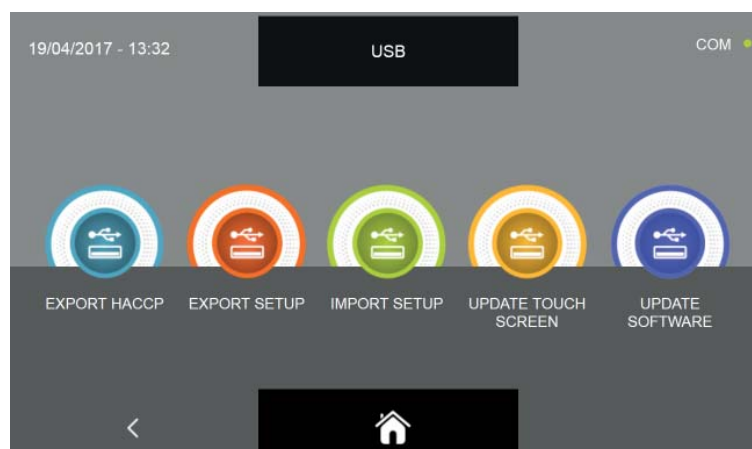 19/04/2017 - 13:32
USB
COM
EXPORT HACCP
EXPORT SETUP
IMPORT SETUP
UPDATE TOUCH
SCREEN
UPDATE
SOFTWARE